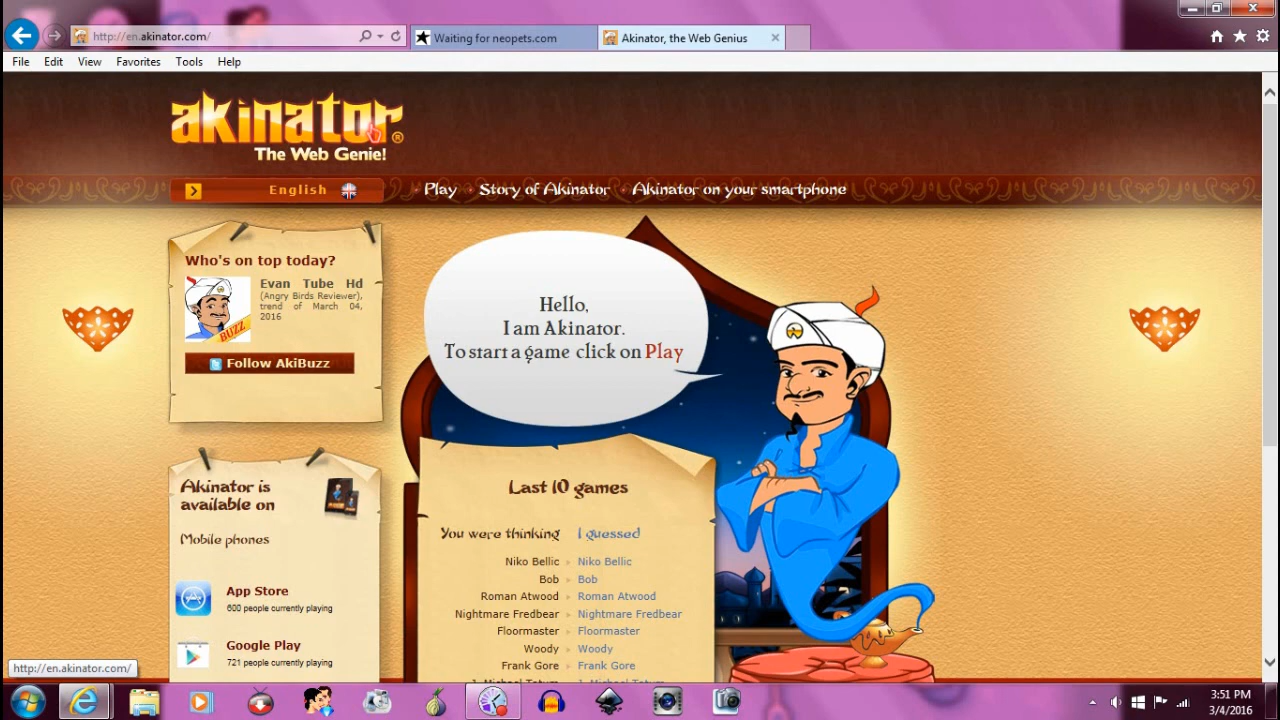 http://en.akinator.com/
Waiting for neopets.com
Akinator, the Web Genius
File Edit View Favorites Tools Help
akinator®
The Web Genie!
English
Play
Story of Akinator
Akinator on your smartphone
Who's on top today?
Evan Tube Hd
(Angry Birds Reviewer),
trend of March 04,
2016
BUZZ
Follow AkiBuzz
Hello,
I am Akinator.
To start a game click on Play
Akinator is
available on
Mobile phones
App Store
600 people currently playing
Google Play
721 people currently playing
Last 10 games
You were thinking I guessed
Niko Bellic Niko Bellic
Bob Bob
Roman Atwood Roman Atwood
Nightmare Fredbear Nightmare Fredbear
Floormaster Floormaster
Woody Woody
Frank Gore Frank Gore
http://en.akinator.com/
3:51 PM
3/4/2016